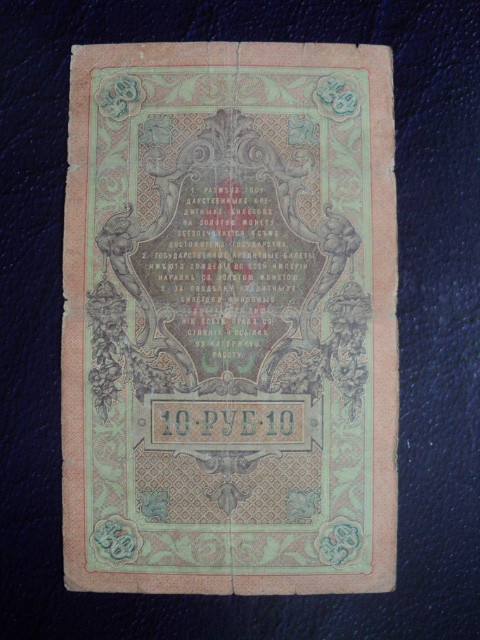 1. РАЗМѢНЪ ГОСУ-
ДАРСТВЕННЫХЪ КРЕ-
ДИТНЫХЪ БИЛЕТОВЪ
НА ЗОЛОТУЮ МОНЕТУ
ОБЕЗПЕЧИВАЕТСЯ ВСѢМЪ
ДОСТОЯНІЕМЪ ГОСУДАРСТВА.
2. ГОСУДАРСТВЕННЫЕ КРЕДИТНЫЕ БИЛЕТЫ
ИМѢЮТЪ ХОЖДЕНІЕ ВО ВСЕЙ ИМПЕРІИ
НАРАВНѢ СЪ ЗОЛОТОЮ МОНЕТОЮ.
3. ЗА ПОДДѢЛКУ КРЕДИТНЫХЪ
БИЛЕТОВЪ ВИНОВНЫЕ
ПРАВЪ СО-
СТОЯНІЯ И ССЫЛКѢ
ВЪ КАТОРЖНУЮ
РАБОТУ.
10·РУБ·10